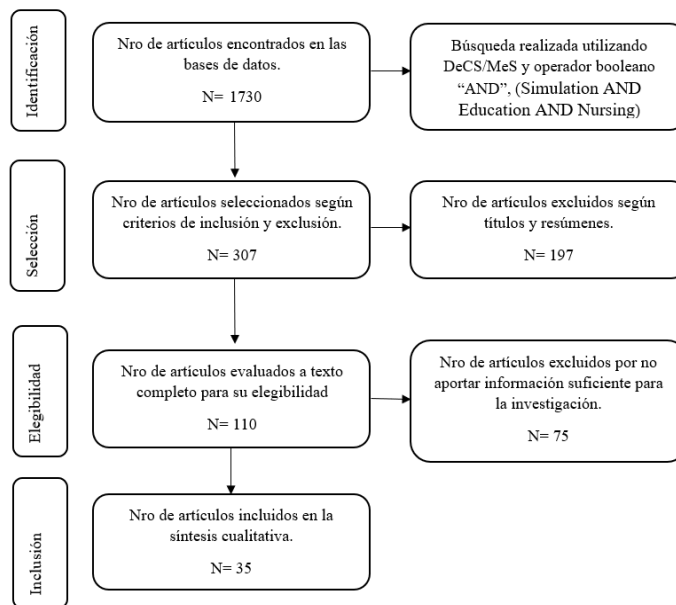 Identificación
Nro de artículos encontrados en las
bases de datos.
N= 1730
Búsqueda realizada utilizando
DeCS/MeS y operador booleano
“AND”, (Simulation AND
Education AND Nursing)
Selección
Nro de artículos seleccionados según
criterios de inclusión y exclusión.
N= 307
Nro de artículos excluidos según
títulos y resúmenes.
N= 197
Elegibilidad
Nro de artículos evaluados a texto
completo para su elegibilidad
N= 110
Nro de artículos excluidos por no
aportar información suficiente para
la investigación.
N= 75
Inclusión
Nro de artículos incluidos en la
síntesis cualitativa.
N= 35